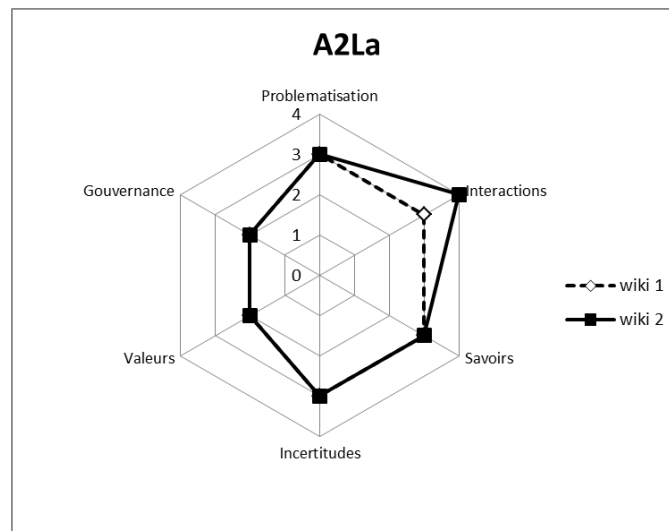 A2La
Problematisation
4
3
Gouvernance
Interactions
2
1
wiki 1
0
wiki 2
Valeurs
Savoirs
Incertitudes